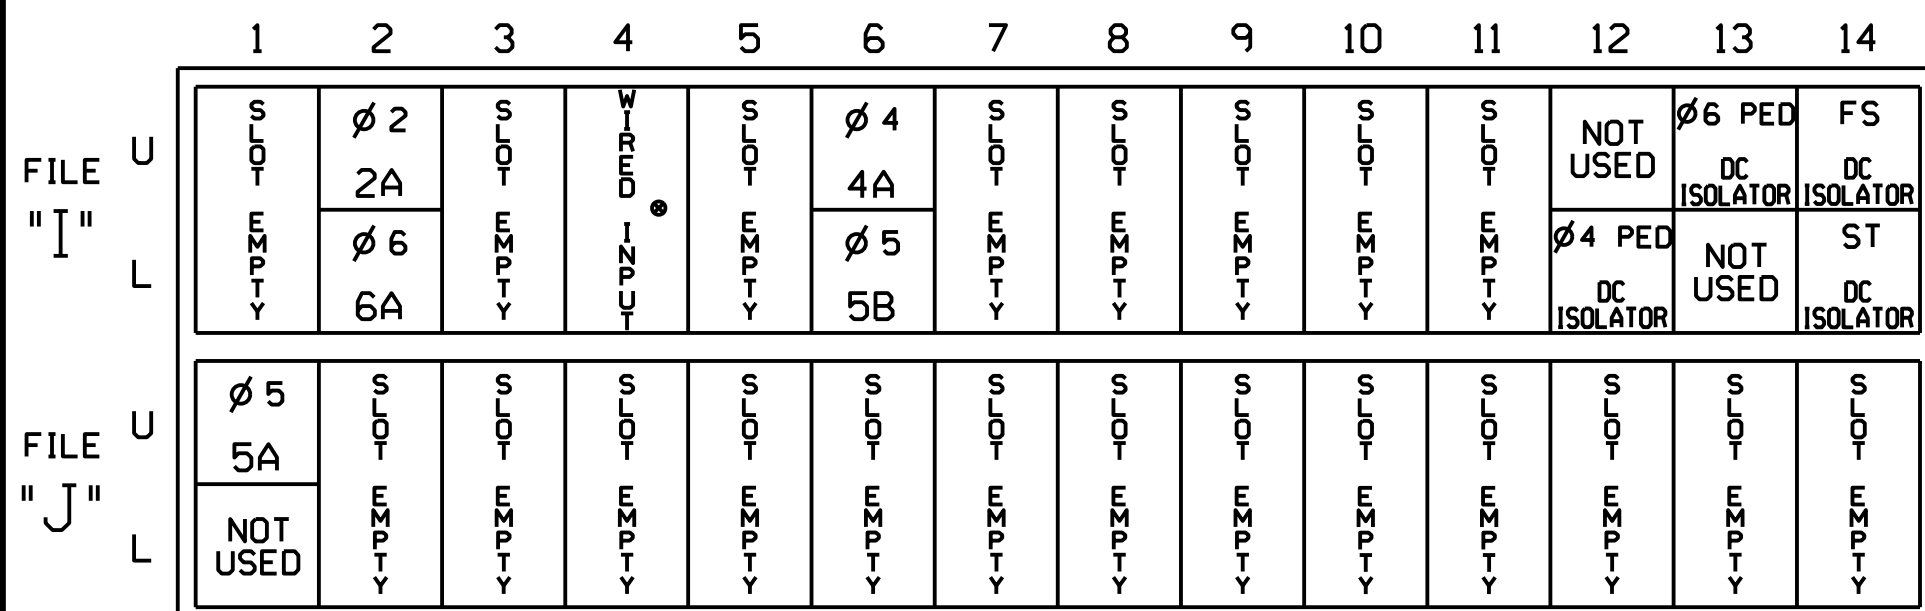 1 2 3 4 5 6 7 8 9 10 11 12 13 14
FILE "I"
U
L
SLOT EMPTY
Ø 2
2A
Ø 6
6A
SLOT EMPTY
WIRED INPUT ⊗
SLOT EMPTY
Ø 4
4A
Ø 5
5B
SLOT EMPTY
SLOT EMPTY
SLOT EMPTY
SLOT EMPTY
SLOT EMPTY
NOT
USED
Ø4 PED
DC
ISOLATOR
Ø6 PED
DC
ISOLATOR
NOT
USED
FS
DC
ISOLATOR
ST
DC
ISOLATOR
FILE "J"
U
L
Ø 5
5A
NOT
USED
SLOT EMPTY
SLOT EMPTY
SLOT EMPTY
SLOT EMPTY
SLOT EMPTY
SLOT EMPTY
SLOT EMPTY
SLOT EMPTY
SLOT EMPTY
SLOT EMPTY
SLOT EMPTY
SLOT EMPTY
SLOT EMPTY